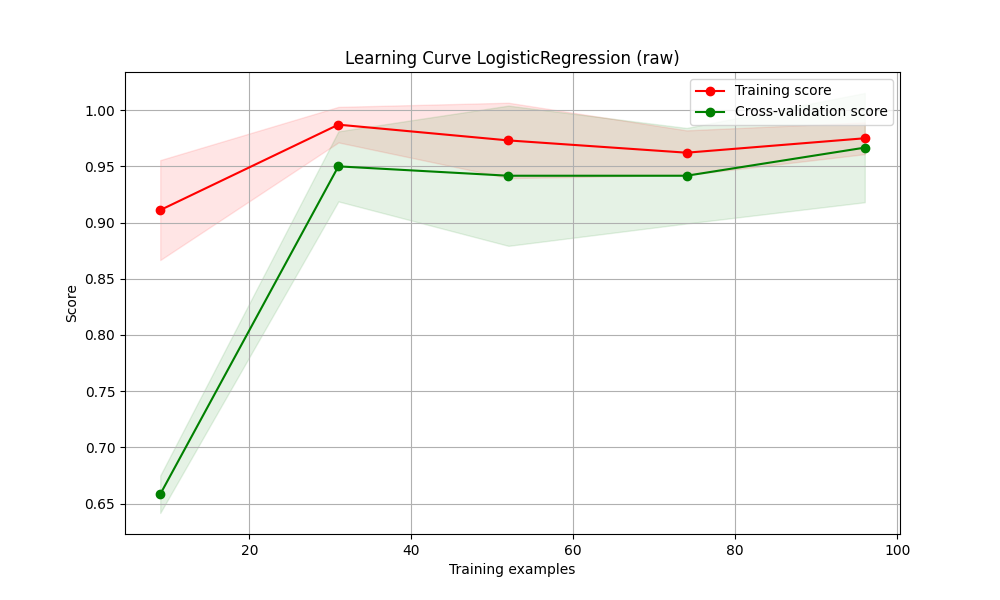 Learning Curve LogisticRegression (raw)
Training score
Cross-validation score
1.00
0.95
0.90
0.85
0.80
0.75
0.70
0.65
Score
20 40 60 80 100
Training examples